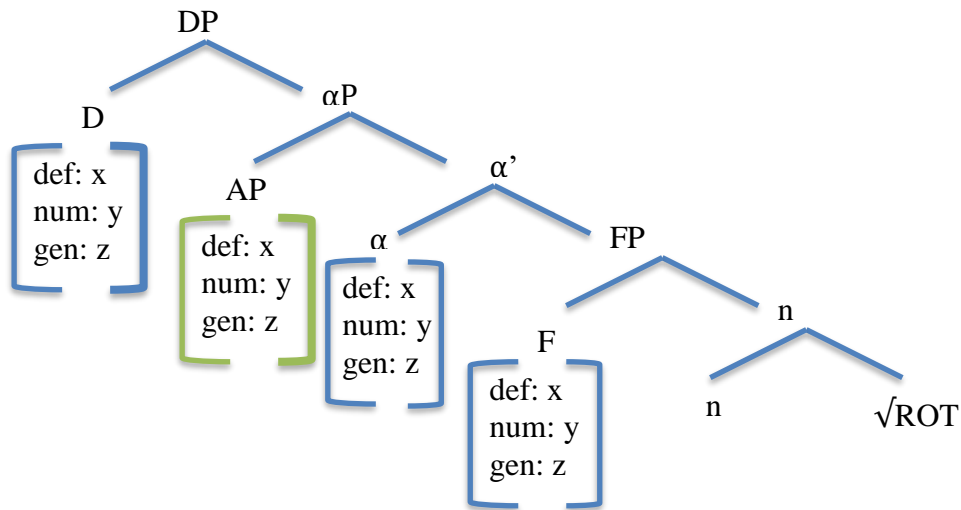 DP
D
αP
def: x
num: y
gen: z
AP
α’
def: x
num: y
gen: z
α
FP
def: x
num: y
gen: z
F
n
def: x
num: y
gen: z
n
√ROT